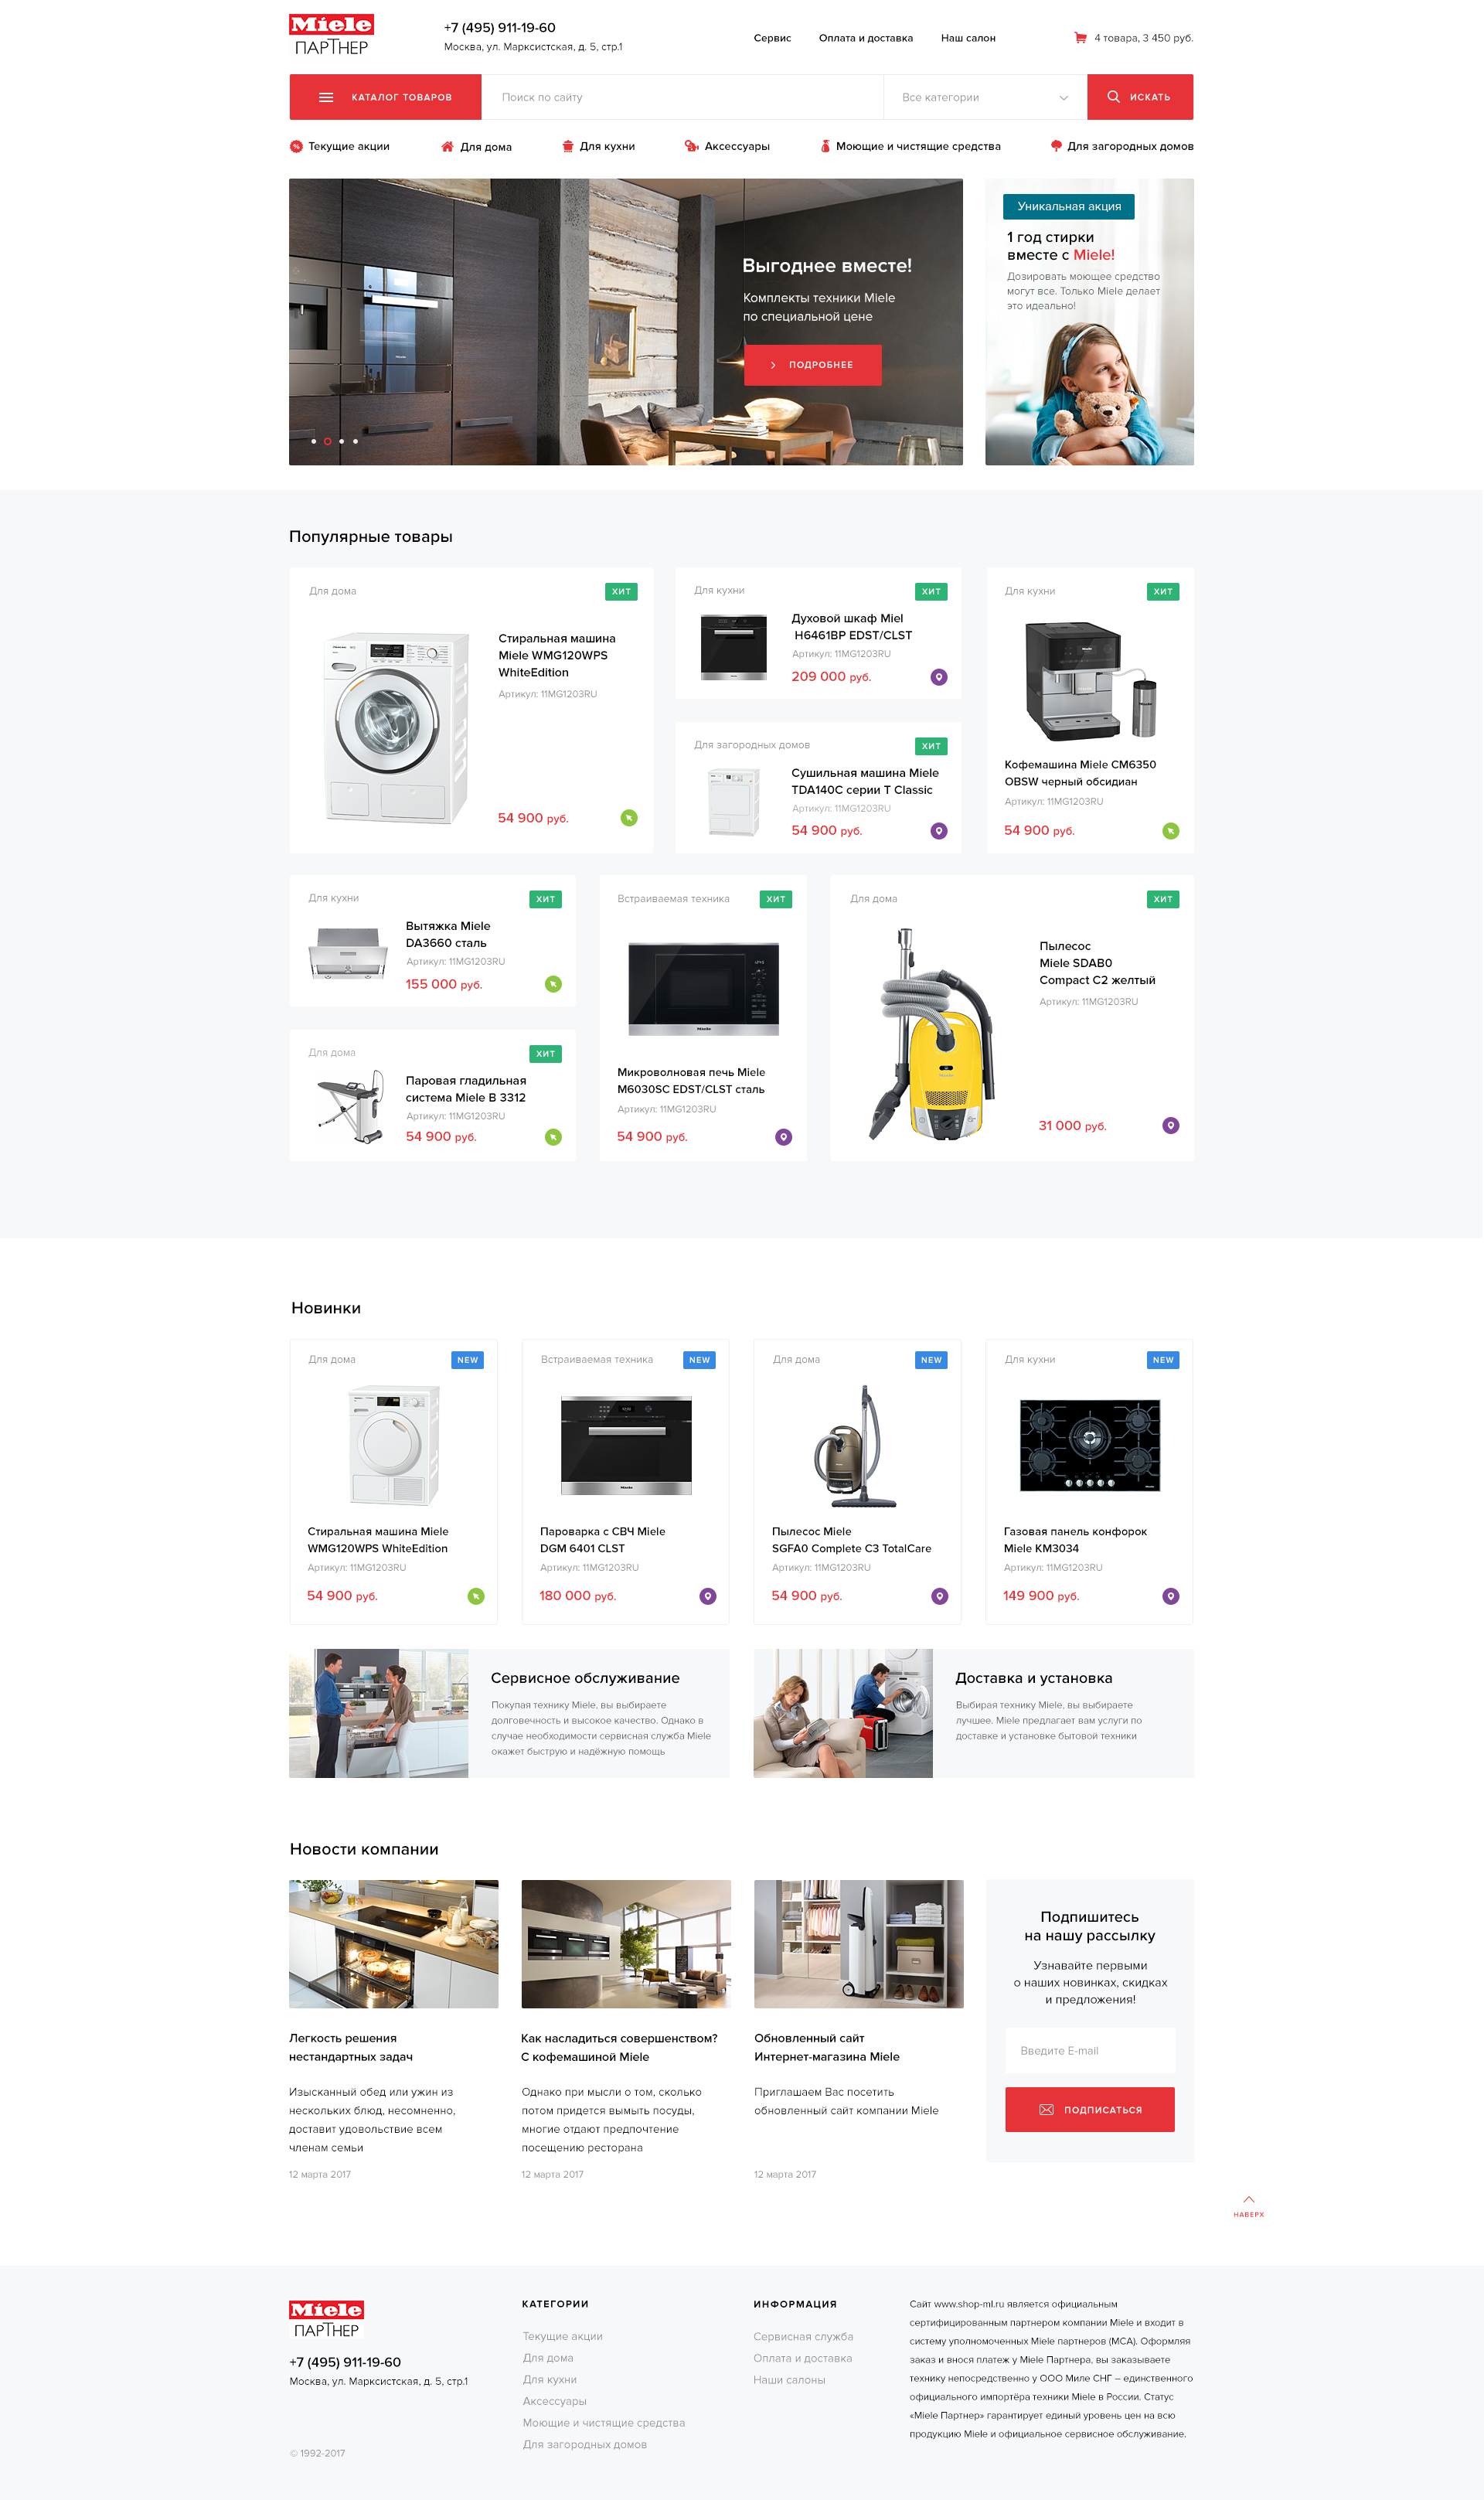 Miele
ПАРТНЕР
+7 (495) 911-19-60
Москва, ул. Марксистская, д. 5, стр.1
Сервис
Оплата и доставка
Наш салон
4 товара, 3 450 руб.
КАТАЛОГ ТОВАРОВ
Поиск по сайту
Все категории
ИСКАТЬ
Текущие акции
Для дома
Для кухни
Аксессуары
Моющие и чистящие средства
Для загородных домов
Выгоднее вместе!
Комплекты техники Miele
по специальной цене
ПОДРОБНЕЕ
Уникальная акция
1 год стирки
вместе с Miele!
Дозировать моющее средство
могут все. Только Miele делает
это идеально!
Популярные товары
Для дома
ХИТ
Стиральная машина
Miele WMG120WPS
WhiteEdition
Артикул: 11MG1203RU
54 900 руб.
Для кухни
ХИТ
Духовой шкаф Miel
H6461BP EDST/CLST
Артикул: 11MG1203RU
209 000 руб.
Для загородных домов
ХИТ
Сушильная машина Miele
TDA140C серии T Classic
Артикул: 11MG1203RU
54 900 руб.
Для кухни
ХИТ
Кофемашина Miele CM6350
OBSW черный обсидиан
Артикул: 11MG1203RU
54 900 руб.
Для кухни
ХИТ
Вытяжка Miele
DA3660 сталь
Артикул: 11MG1203RU
155 000 руб.
Для дома
ХИТ
Паровая гладильная
система Miele B 3312
Артикул: 11MG1203RU
54 900 руб.
Встраиваемая техника
ХИТ
Микроволновая печь Miele
M6030SC EDST/CLST сталь
Артикул: 11MG1203RU
54 900 руб.
Для дома
ХИТ
Пылесос
Miele SDAB0
Compact C2 желтый
Артикул: 11MG1203RU
31 000 руб.
Новинки
Для дома
NEW
Стиральная машина Miele
WMG120WPS WhiteEdition
Артикул: 11MG1203RU
54 900 руб.
Встраиваемая техника
NEW
Пароварка с СВЧ Miele
DGM 6401 CLST
Артикул: 11MG1203RU
180 000 руб.
Для дома
NEW
Пылесос Miele
SGFA0 Complete C3 TotalCare
Артикул: 11MG1203RU
54 900 руб.
Для кухни
NEW
Газовая панель конфорок
Miele KM3034
Артикул: 11MG1203RU
149 900 руб.
Сервисное обслуживание
Покупая технику Miele, вы выбираете
долговечность и высокое качество. Однако в
случае необходимости сервисная служба Miele
окажет быструю и надёжную помощь
Доставка и установка
Выбирая технику Miele, вы выбираете
лучшее. Miele предлагает вам услуги по
доставке и установке бытовой техники
Новости компании
Легкость решения
нестандартных задач
Изысканный обед или ужин из
нескольких блюд, несомненно,
доставит удовольствие всем
членам семьи
12 марта 2017
Как насладиться совершенством?
С кофемашиной Miele
Однако при мысли о том, сколько
потом придется вымыть посуды,
многие отдают предпочтение
посещению ресторана
12 марта 2017
Обновленный сайт
Интернет-магазина Miele
Приглашаем Вас посетить
обновленный сайт компании Miele
12 марта 2017
Подпишитесь
на нашу рассылку
Узнавайте первыми
о наших новинках, скидках
и предложения!
Введите E-mail
ПОДПИСАТЬСЯ
НАВЕРХ
Miele
ПАРТНЕР
+7 (495) 911-19-60
Москва, ул. Марксистская, д. 5, стр.1
© 1992-2017
КАТЕГОРИИ
Текущие акции
Для дома
Для кухни
Аксессуары
Моющие и чистящие средства
Для загородных домов
ИНФОРМАЦИЯ
Сервисная служба
Оплата и доставка
Наши салоны
Сайт www.shop-ml.ru является официальным
сертифицированным партнером компании Miele и входит в
систему уполномоченных Miele партнеров (МСА). Оформляя
заказ и внося платеж у Miele Партнера, вы заказываете
технику непосредственно у ООО Миле СНГ – единственного
официального импортёра техники Miele в России. Статус
«Miele Партнер» гарантирует единый уровень цен на всю
продукцию Miele и официальное сервисное обслуживание.